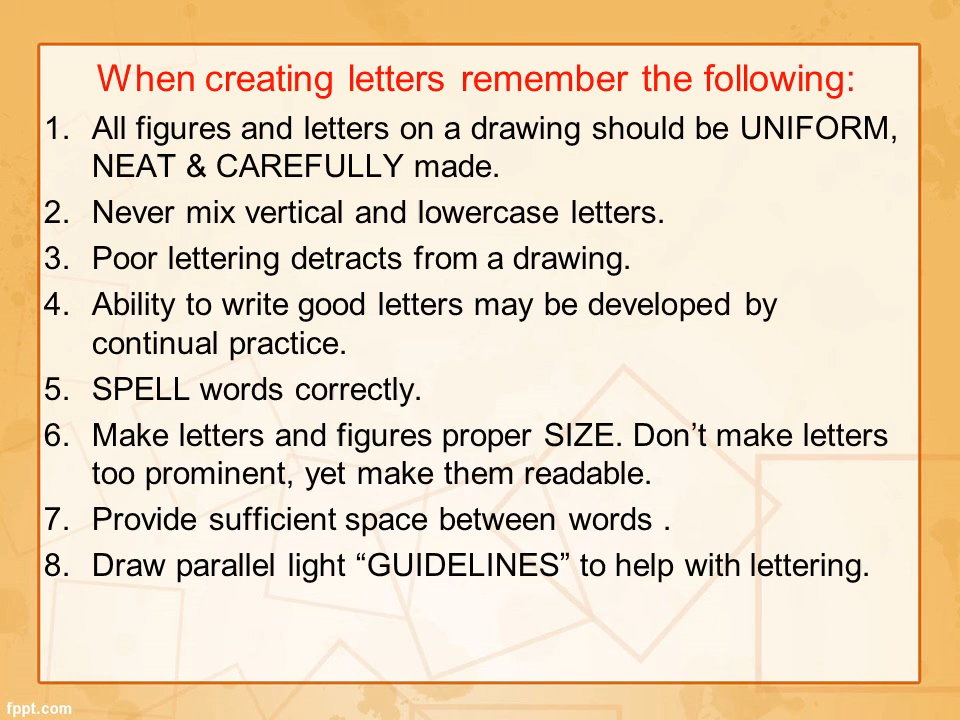 When creating letters remember the following:
1. All figures and letters on a drawing should be UNIFORM,
NEAT & CAREFULLY made.
2. Never mix vertical and lowercase letters.
3. Poor lettering detracts from a drawing.
4. Ability to write good letters may be developed by
continual practice.
5. SPELL words correctly.
6. Make letters and figures proper SIZE. Don’t make letters
too prominent, yet make them readable.
7. Provide sufficient space between words .
8. Draw parallel light “GUIDELINES” to help with lettering.
fppt.com